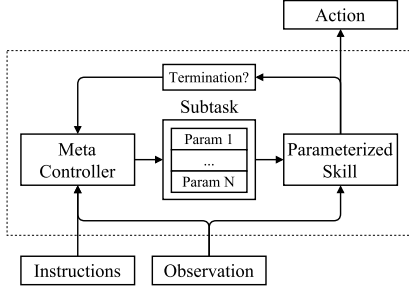 Action
Termination?
Subtask
Meta
Controller
Param 1
...
Param N
Parameterized
Skill
Instructions
Observation